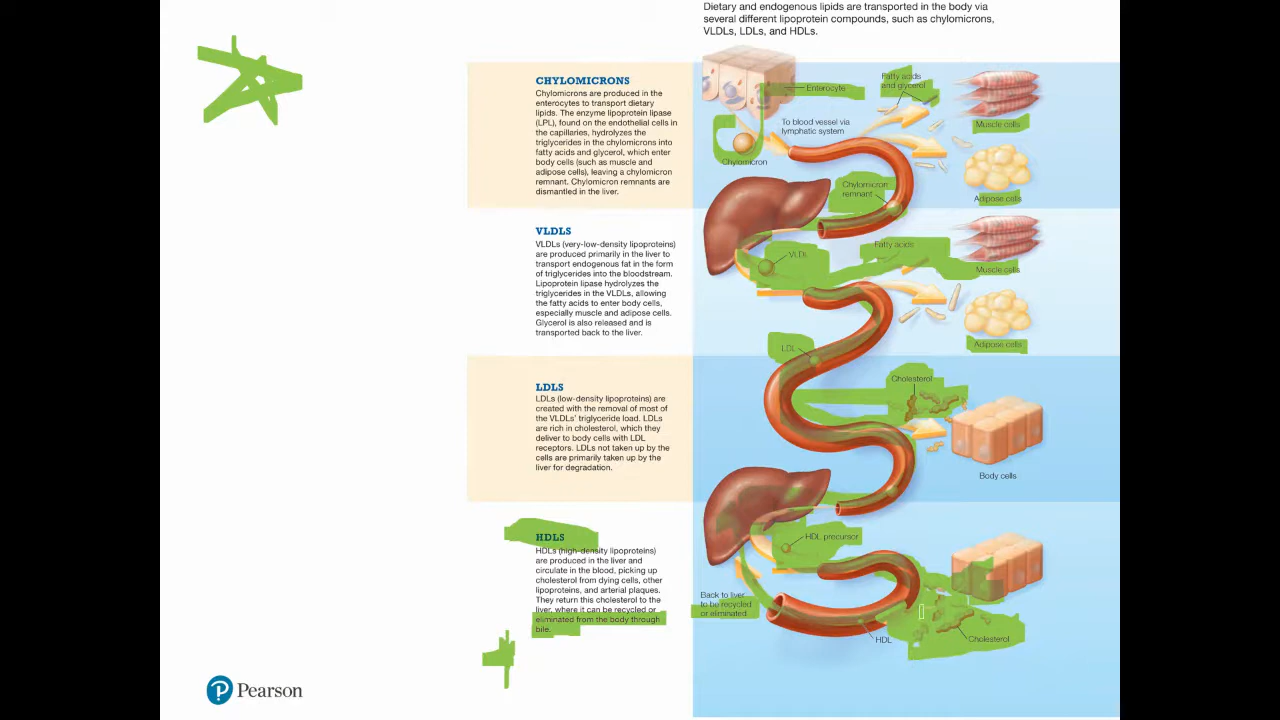 Dietary and endogenous lipids are transported in the body via
several different lipoprotein compounds, such as chylomicrons,
VLDLs, LDLs, and HDLs.
CHYLOMICRONS
Chylomicrons are produced in the
enterocytes to transport dietary
lipids. The enzyme lipoprotein lipase
(LPL), found on the endothelial cells in
the capillaries, hydrolyzes the
triglycerides in the chylomicrons into
fatty acids and glycerol, which enter
body cells (such as muscle and
adipose cells), leaving a chylomicron
remnant. Chylomicron remnants are
dismantled in the liver.
Enterocyte
Fatty acids
and glycerol
To blood vessel via
lymphatic system
Muscle cells
Chylomicron
Chylomicron
remnant
Adipose cells
VLDLS
VLDLs (very-low-density lipoproteins)
are produced primarily in the liver to
transport endogenous fat in the form
of triglycerides into the bloodstream.
Lipoprotein lipase hydrolyzes the
triglycerides in the VLDLs, allowing
the fatty acids to enter body cells,
especially muscle and adipose cells.
Glycerol is also released and is
transported back to the liver.
VLDL
Fatty acids
Muscle cells
Adipose cells
LDL
LDLS
LDLs (low-density lipoproteins) are
created with the removal of most of
the VLDLs' triglyceride load. LDLs
are rich in cholesterol, which they
deliver to body cells with LDL
receptors. LDLs not taken up by the
cells are primarily taken up by the
liver for degradation.
Cholesterol
Body cells
HDLS
HDLs (high-density lipoproteins)
are produced in the liver and
circulate in the blood, picking up
cholesterol from dying cells, other
lipoproteins, and arterial plaques.
They return this cholesterol to the
liver, where it can be recycled or
eliminated from the body through
bile.
HDL precursor
Back to liver
to be recycled
or eliminated
HDL
Cholesterol
P Pearson